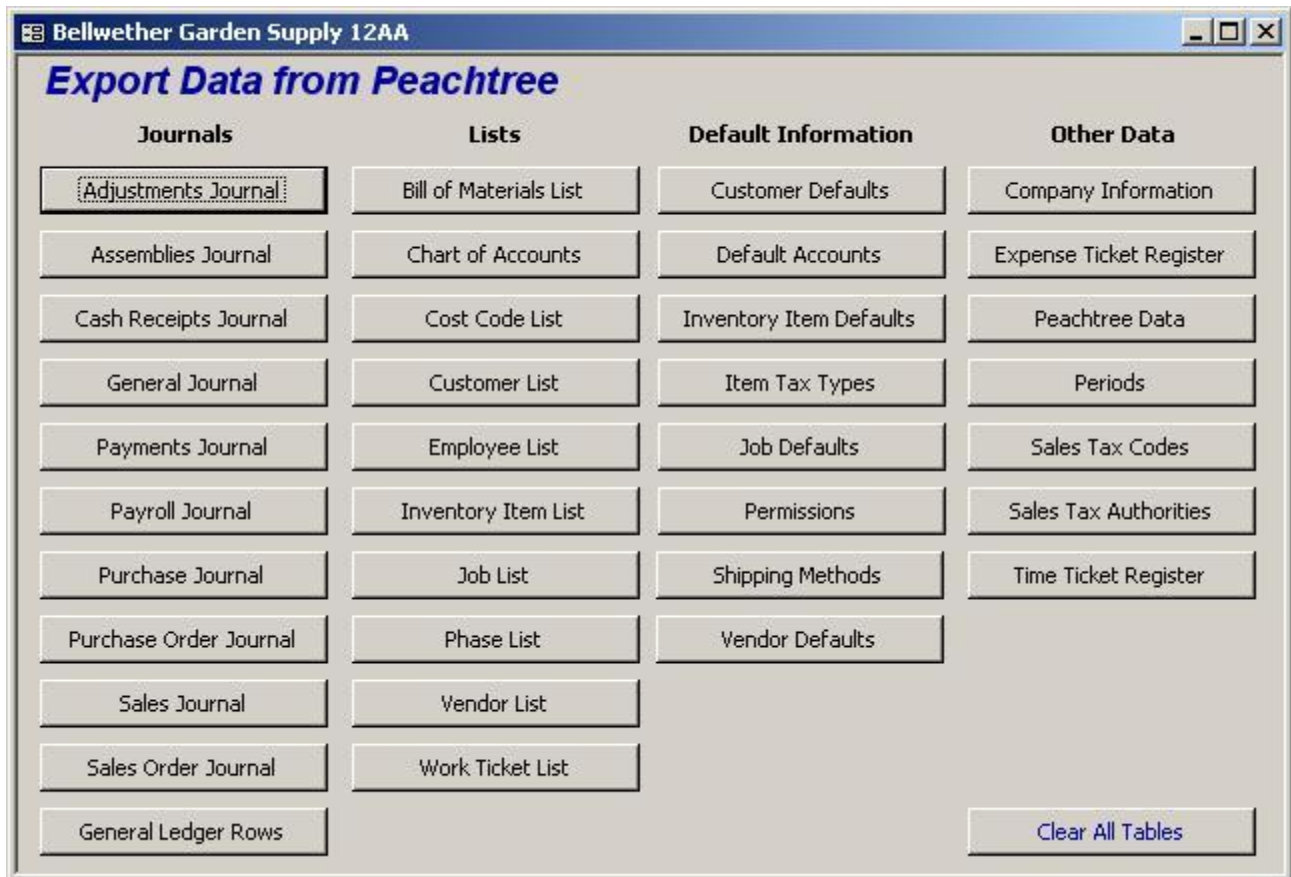 Bellwether Garden Supply 12AA
Export Data from Peachtree
Journals Lists Default Information Other Data
Adjustments Journal Bill of Materials List Customer Defaults Company Information
Assemblies Journal Chart of Accounts Default Accounts Expense Ticket Register
Cash Receipts Journal Cost Code List Inventory Item Defaults Peachtree Data
General Journal Customer List Item Tax Types Periods
Payments Journal Employee List Job Defaults Sales Tax Codes
Payroll Journal Inventory Item List Permissions Sales Tax Authorities
Purchase Journal Job List Shipping Methods Time Ticket Register
Purchase Order Journal Phase List Vendor Defaults
Sales Journal Vendor List
Sales Order Journal Work Ticket List
General Ledger Rows Clear All Tables